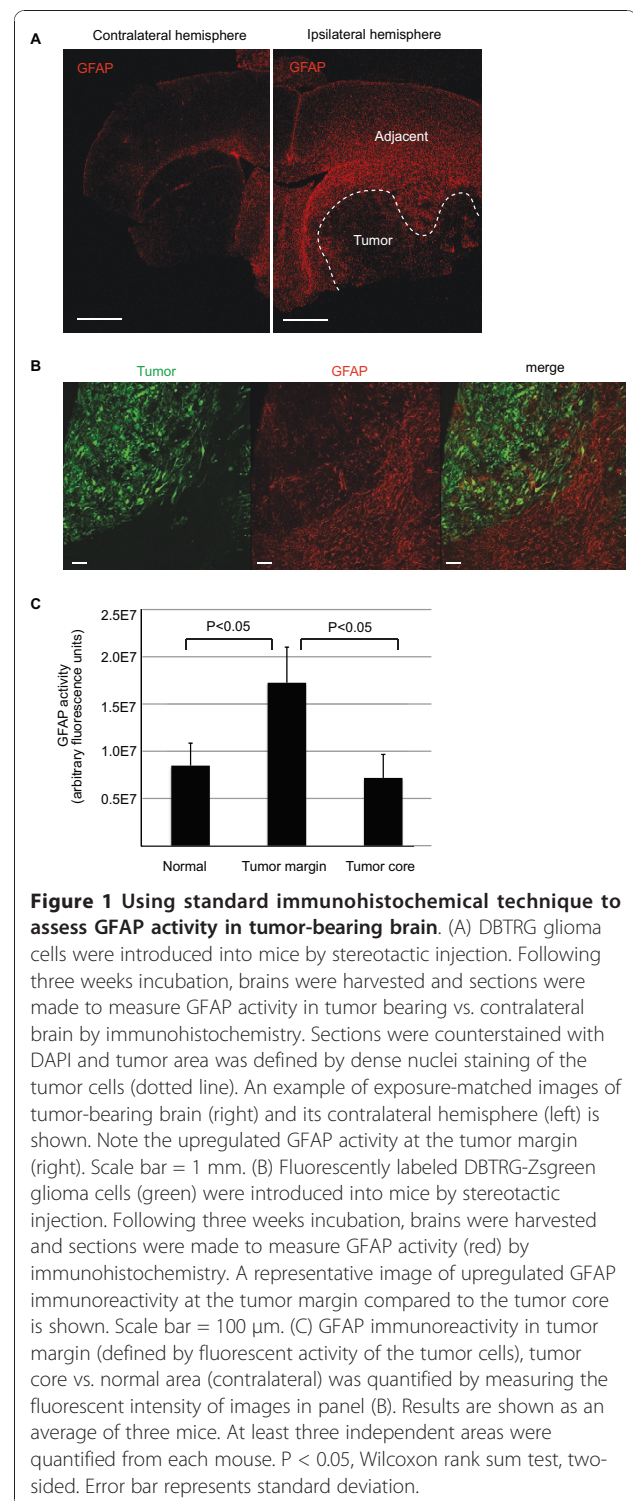 A
Contralateral hemisphere
Ipsilateral hemisphere
GFAP
GFAP
Adjacent
Tumor
B
Tumor
GFAP
merge
C
2.5E7
2.0E7
1.5E7
1.0E7
0.5E7
GFAP activity
(arbitrary fluorescence units)
P<0.05
P<0.05
Normal
Tumor margin
Tumor core
Figure 1 Using standard immunohistochemical technique to
assess GFAP activity in tumor-bearing brain. (A) DBTRG glioma
cells were introduced into mice by stereotactic injection. Following
three weeks incubation, brains were harvested and sections were
made to measure GFAP activity in tumor bearing vs. contralateral
brain by immunohistochemistry. Sections were counterstained with
DAPI and tumor area was defined by dense nuclei staining of the
tumor cells (dotted line). An example of exposure-matched images of
tumor-bearing brain (right) and its contralateral hemisphere (left) is
shown. Note the upregulated GFAP activity at the tumor margin
(right). Scale bar = 1 mm. (B) Fluorescently labeled DBTRG-Zsgreen
glioma cells (green) were introduced into mice by stereotactic
injection. Following three weeks incubation, brains were harvested
and sections were made to measure GFAP activity (red) by
immunohistochemistry. A representative image of upregulated GFAP
immunoreactivity at the tumor margin compared to the tumor core
is shown. Scale bar = 100 μm. (C) GFAP immunoreactivity in tumor
margin (defined by fluorescent activity of the tumor cells), tumor
core vs. normal area (contralateral) was quantified by measuring the
fluorescent intensity of images in panel (B). Results are shown as an
average of three mice. At least three independent areas were
quantified from each mouse. P < 0.05, Wilcoxon rank sum test, two-
sided. Error bar represents standard deviation.